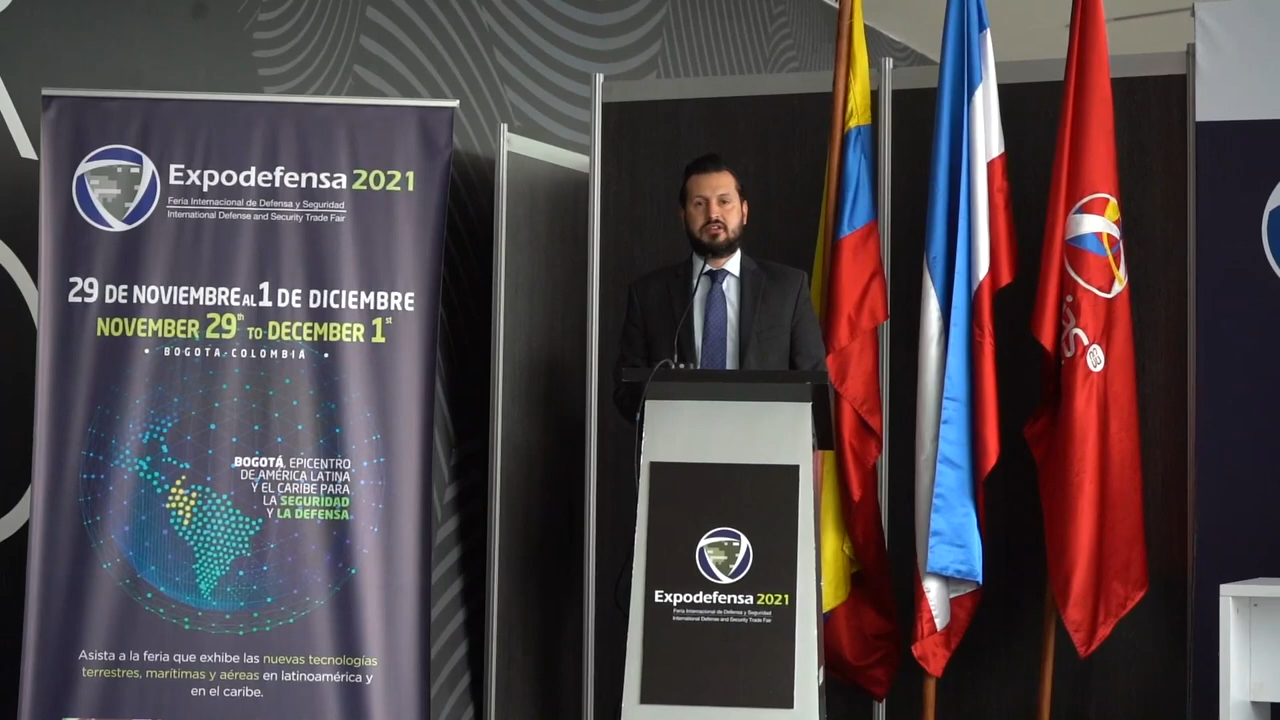 Expodefensa 2021
Feria Internacional de Defensa y Seguridad
International Defense and Security Trade Fair
29 DE NOVIEMBRE AL 1 DE DICIEMBRE
NOVEMBER 29th TO DECEMBER 1st
• BOGOTA - COLOMBIA •
BOGOTÁ, EPICENTRO
DE AMÉRICA LATINA
Y EL CARIBE PARA
LA SEGURIDAD
Y LA DEFENSA
Asista a la feria que exhibe las nuevas tecnologías
terrestres, marítimas y aéreas en latinoamérica y
en el caribe.
Expodefensa 2021
Feria Internacional de Defensa y Seguridad
International Defense and Security Trade Fair